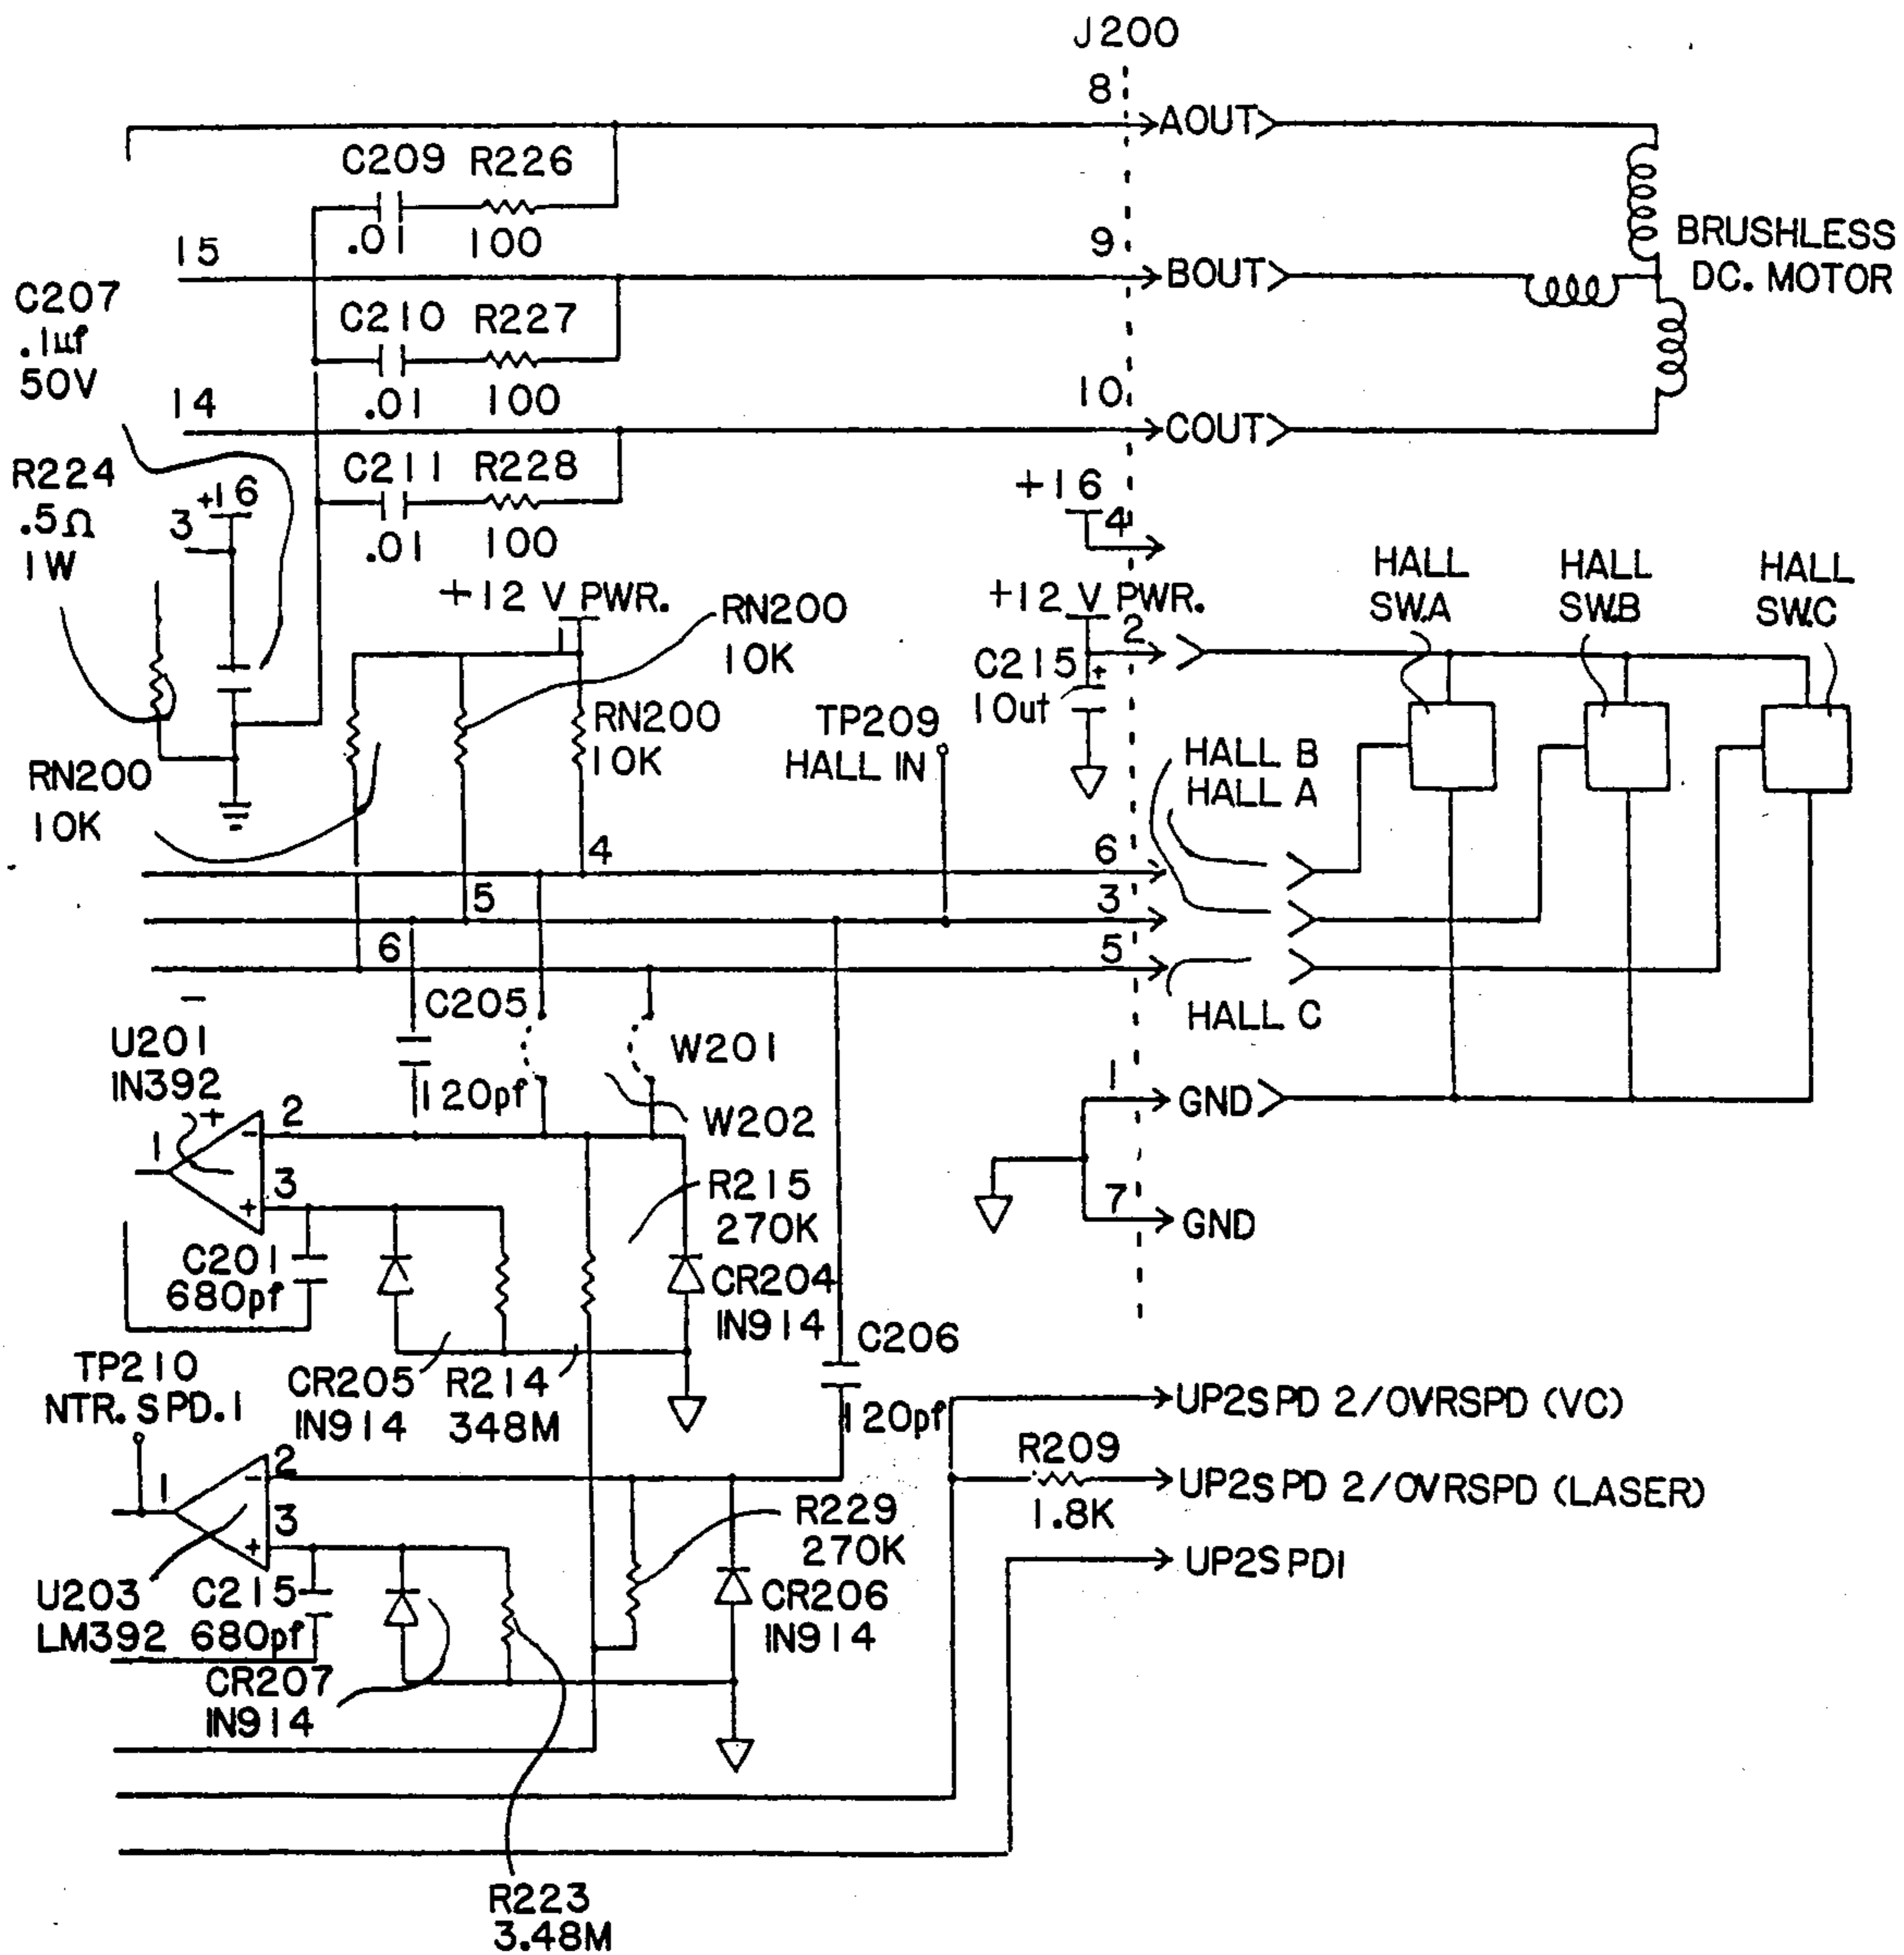 J200
8
AOUT
C209 R226
.01 100
BRUSHLESS
DC. MOTOR
15
9
BOUT
C207
.1uf
50V
C210 R227
.01 100
14
10
COUT
R224
.5Ω
1W
+16
3
C211 R228
.01 100
+16
4
+12 V PWR.
1
RN200
10K
RN200
10K
+12 V PWR.
2
C215 +
10ut
HALL
SW.A
HALL
SW.B
HALL
SW.C
TP209
HALL IN
RN200
10K
HALL B
HALL A
4
6
5
3
6
5
HALL C
C205
120pf
W201
W202
-
U201
IN392
+
1
2
-
3
+
1
GND
7
GND
R215
270K
C201
680pf
CR204
IN914
CR205
IN914
R214
348M
C206
120pf
TP210
NTR. SPD. 1
UP2SPD 2/OVRSPD (VC)
R209
1.8K
UP2SPD 2/OVRSPD (LASER)
UP2SPD1
1
2
-
3
+
U203
LM392
C215
680pf
R229
270K
CR206
IN914
CR207
IN914
R223
3.48M